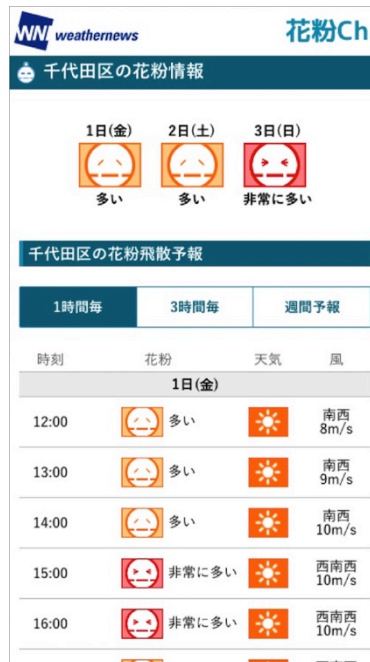 WNI weathernews
花粉Ch
千代田区の花粉情報
1日(金) 2日(土) 3日(日)
多い 多い 非常に多い
千代田区の花粉飛散予報
1時間毎 3時間毎 週間予報
時刻 花粉 天気 風
1日(金)
12:00 多い 南西
8m/s
13:00 多い 南西
9m/s
14:00 多い 南西
10m/s
15:00 非常に多い 西南西
10m/s
16:00 非常に多い 西南西
10m/s